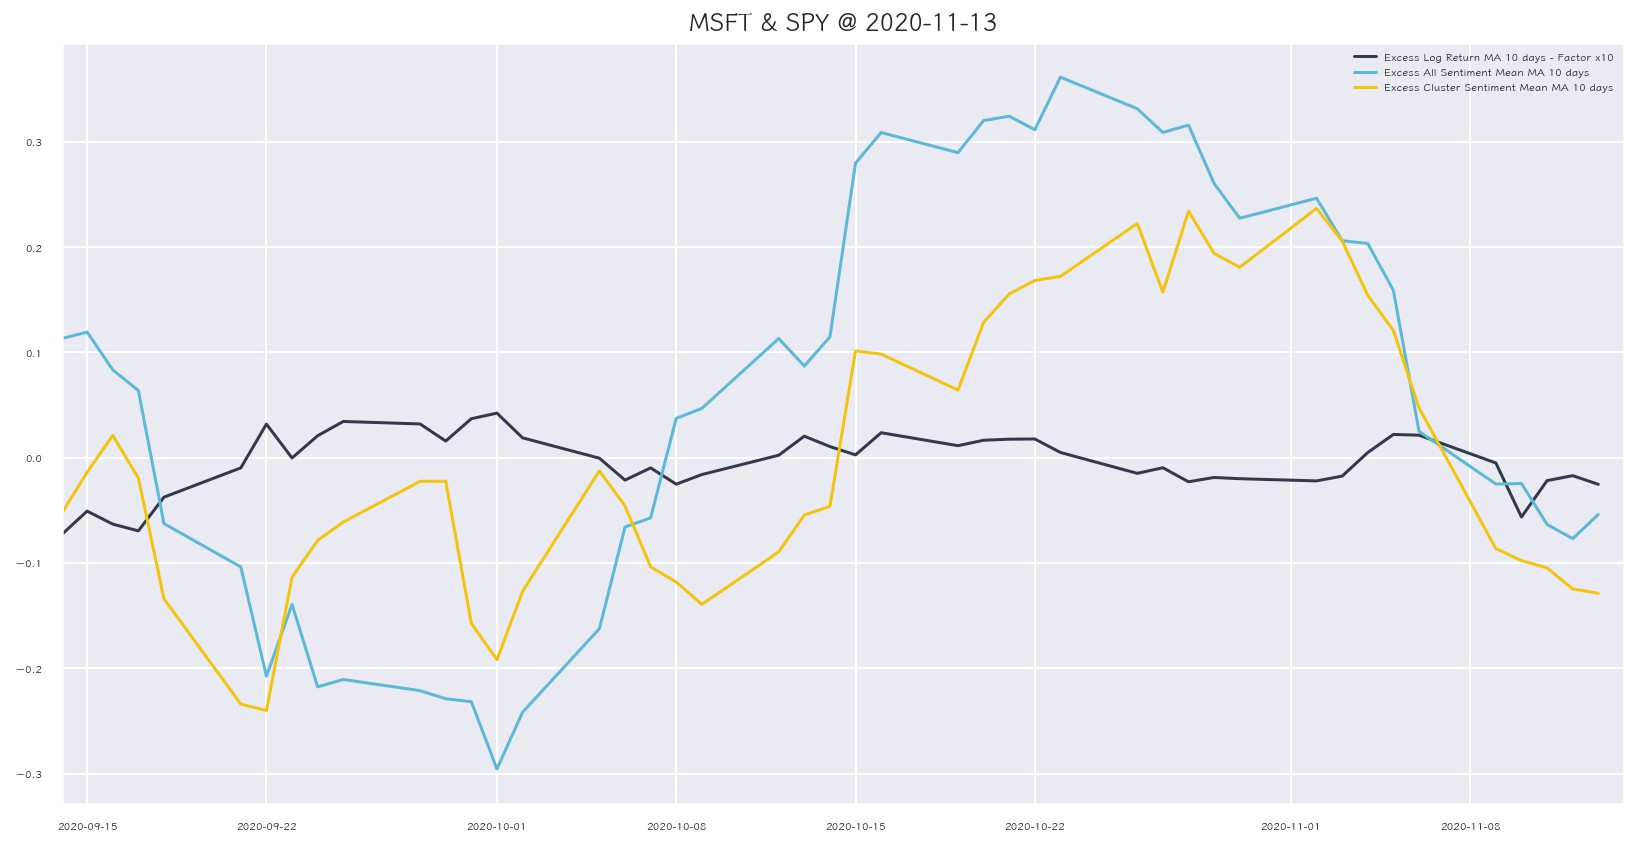 MSFT & SPY @ 2020-11-13
Excess Log Return MA 10 days - Factor x10
Excess All Sentiment Mean MA 10 days
Excess Cluster Sentiment Mean MA 10 days
0.3
0.2
0.1
0.0
−0.1
−0.2
−0.3
2020-09-15 2020-09-22 2020-10-01 2020-10-08 2020-10-15 2020-10-22 2020-11-01 2020-11-08